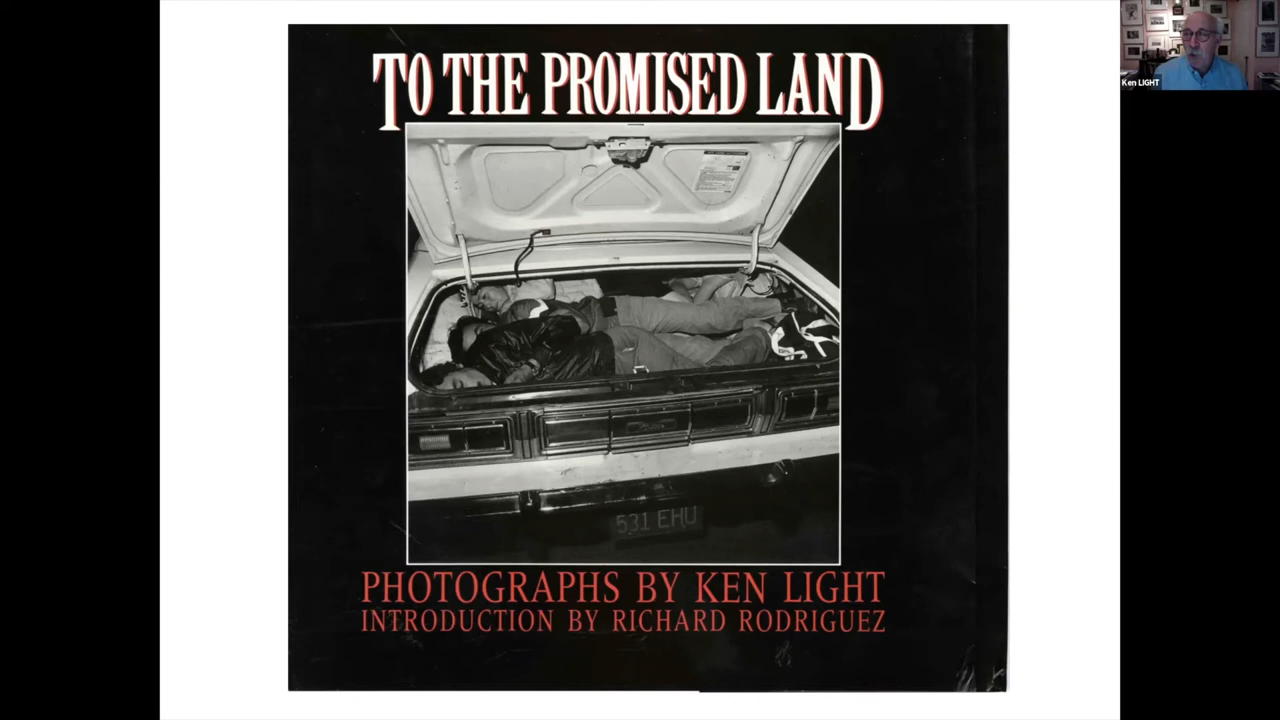 TO THE PROMISED LAND
531 EHU
PHOTOGRAPHS BY KEN LIGHT
INTRODUCTION BY RICHARD RODRIGUEZ
Ken LIGHT